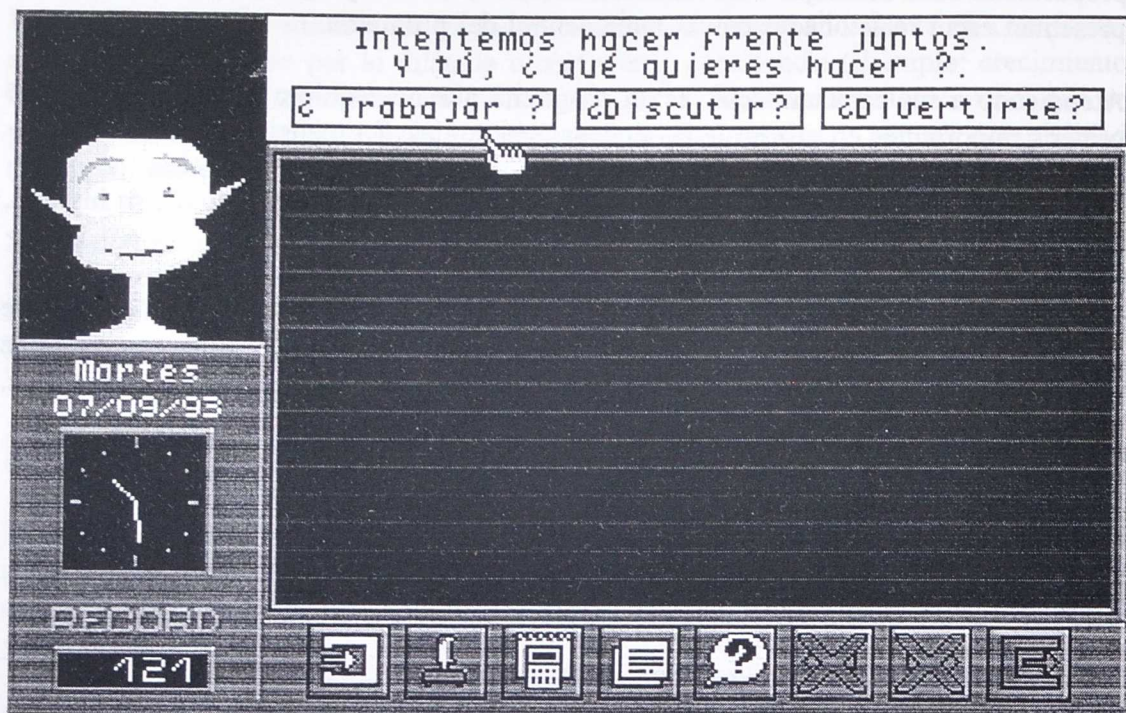 Intentemos hacer frente juntos.
Y tú, ¿ qué quieres hacer ?.
¿ Trabajar ?
¿Discutir?
¿Divertirte?
Martes
07/09/93
RECORD
121
?